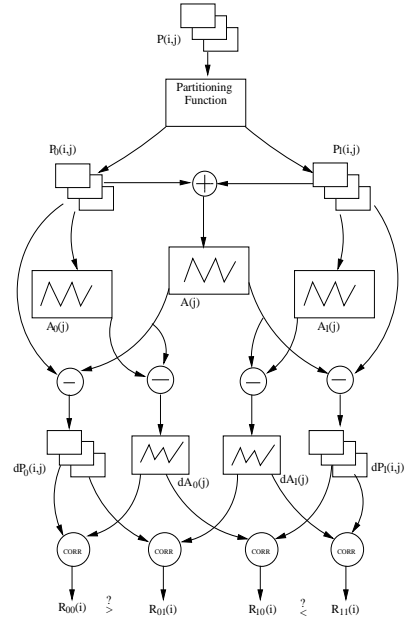 P(i,j)
Partitioning
Function
P0(i,j)
P1(i,j)
+
A(j)
A0(j)
A1(j)
− − − −
dP0(i,j)
dA0(j)
dA1(j)
dP1(i,j)
CORR CORR CORR CORR
R00(i) ? > R01(i) R10(i) ? < R11(i)